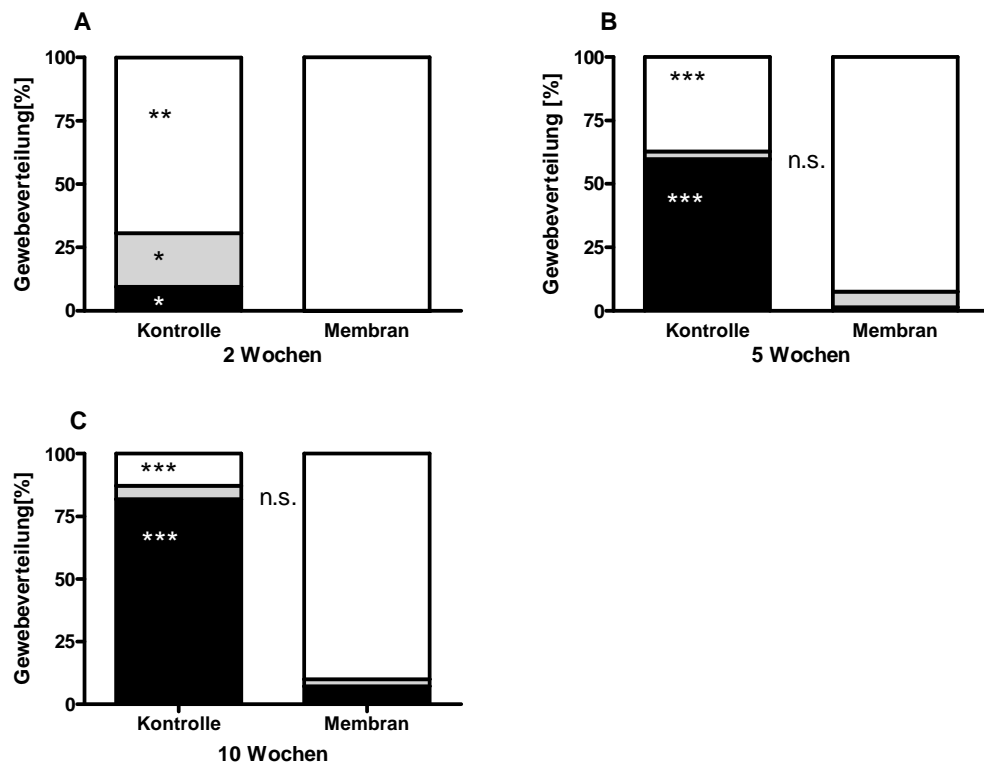 A
Gewebeverteilung[%]
100
75
50
25
0
**
*
*
Kontrolle Membran
2 Wochen
B
Gewebeverteilung [%]
100
75
50
25
0
***
n.s.
***
Kontrolle Membran
5 Wochen
C
Gewebeverteilung[%]
100
75
50
25
0
***
n.s.
***
Kontrolle Membran
10 Wochen